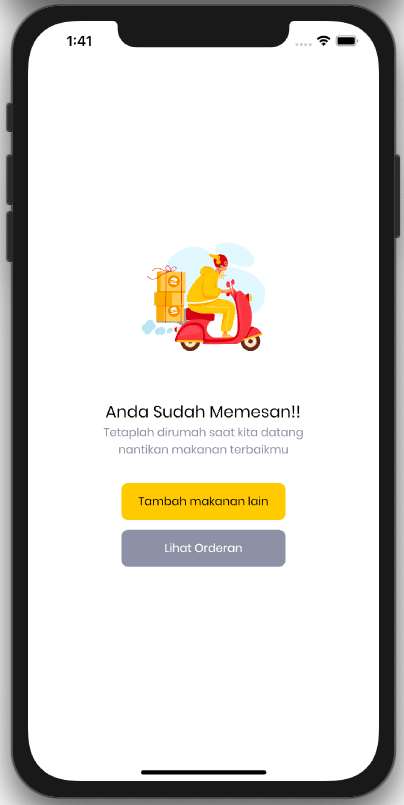 1:41
Anda Sudah Memesan!!
Tetaplah dirumah saat kita datang
nantikan makanan terbaikmu
Tambah makanan lain
Lihat Orderan